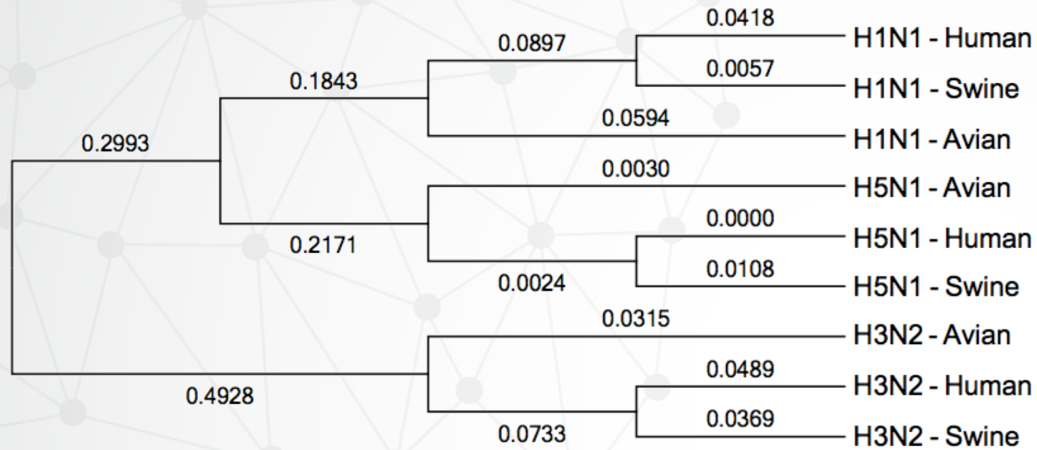 0.0418
H1N1 - Human
0.0897
0.0057
H1N1 - Swine
0.1843
0.0594
H1N1 - Avian
0.2993
0.0030
H5N1 - Avian
0.0000
H5N1 - Human
0.2171
0.0108
H5N1 - Swine
0.0024
0.0315
H3N2 - Avian
0.0489
H3N2 - Human
0.4928
0.0369
H3N2 - Swine
0.0733